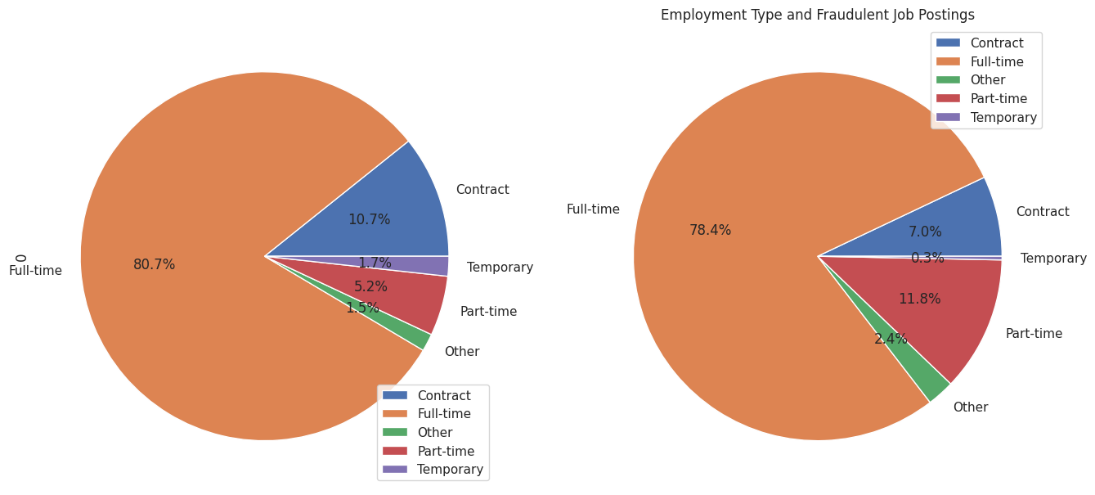 Employment Type and Fraudulent Job Postings
0
Contract
10.7%
Full-time
80.7%
1.7%
Temporary
5.2%
Part-time
1.5%
Other
Contract
Full-time
Other
Part-time
Temporary
Contract
Full-time
Other
Part-time
Temporary
Full-time
78.4%
Contract
7.0%
0.3%
Temporary
11.8%
Part-time
2.4%
Other